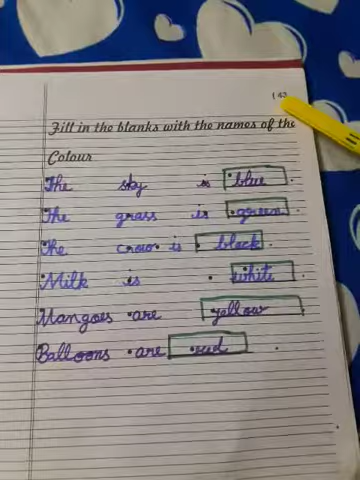 ( 43
Fill in the blanks with the names of the
Colour
The sky is blue.
The grass is green.
The crow is black.
Milk is white.
Mangoes are yellow.
Balloons are red.